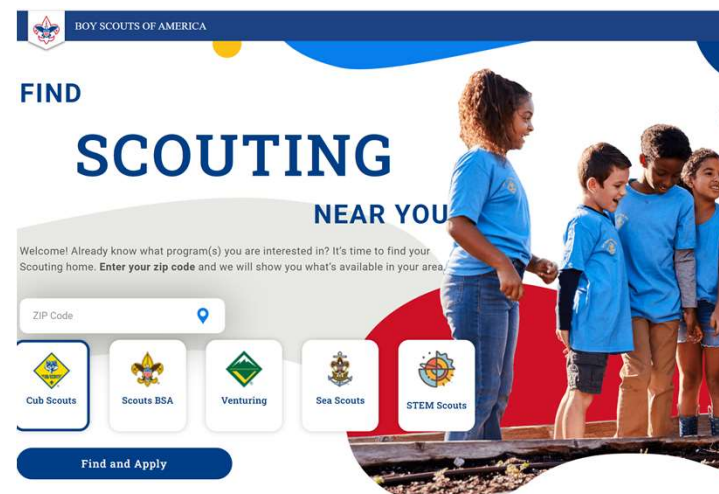 BOY SCOUTS OF AMERICA
FIND
SCOUTING
NEAR YOU
Welcome! Already know what program(s) you are interested in? It's time to find your
Scouting home. Enter your zip code and we will show you what's available in your area.
ZIP Code
Cub Scouts
Scouts BSA
Venturing
Sea Scouts
STEM Scouts
Find and Apply